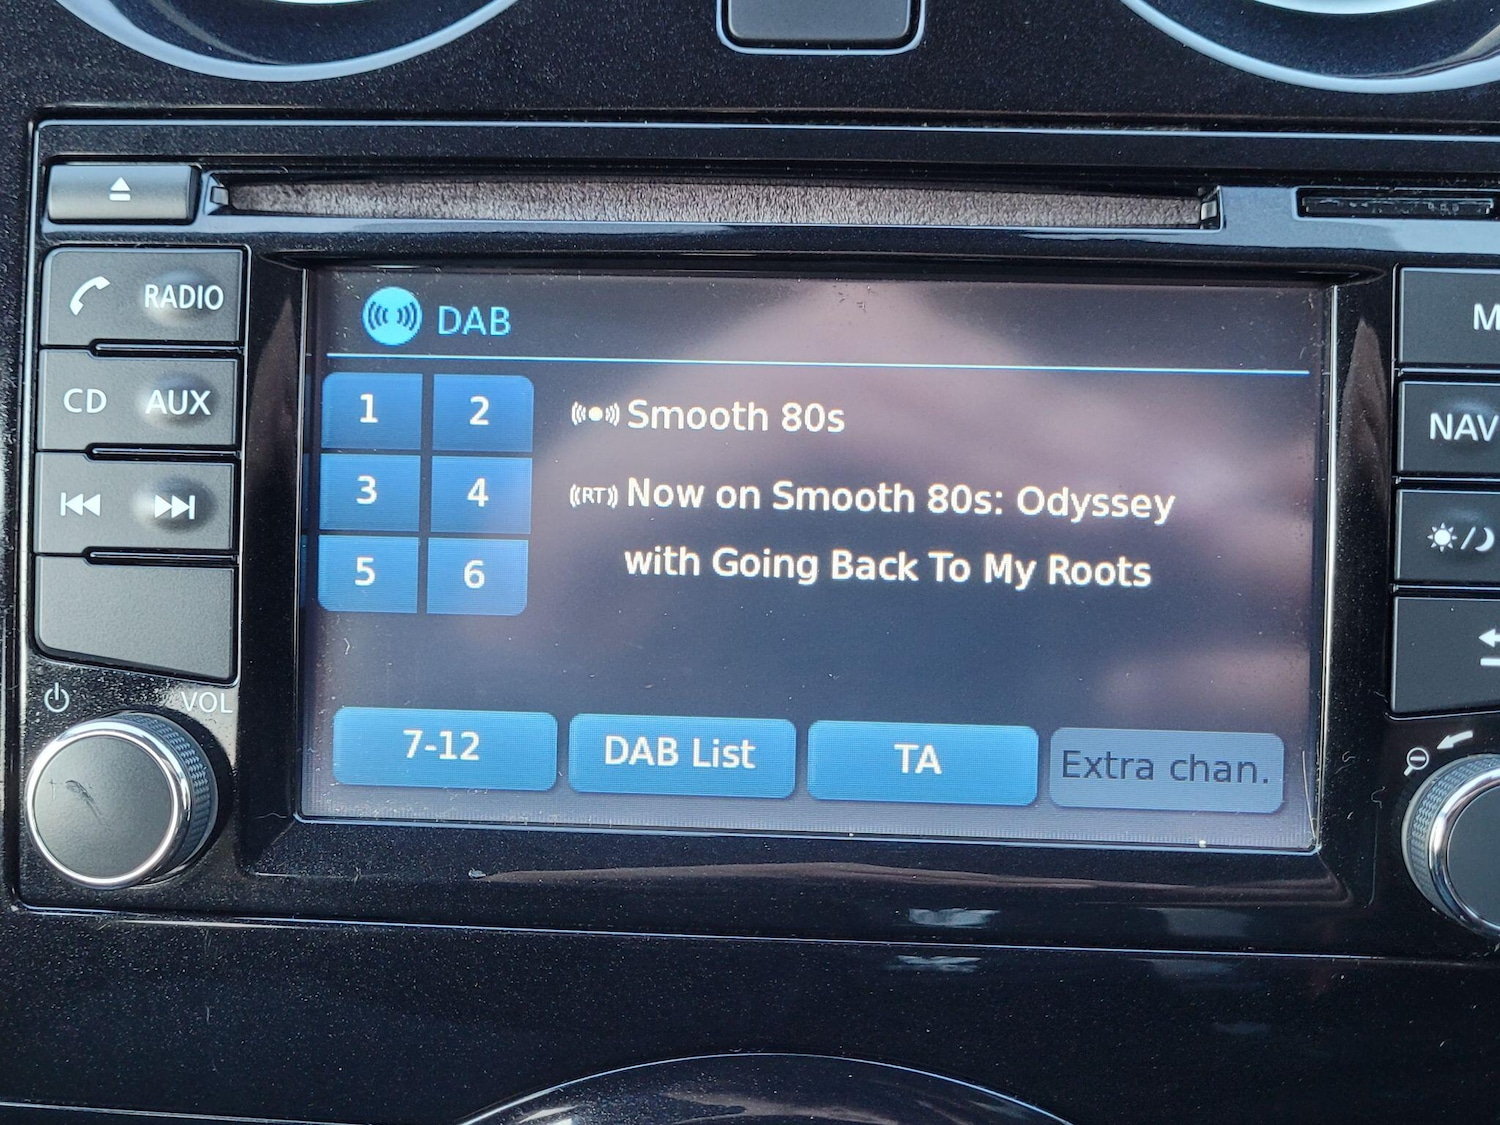 RADIO
CD AUX
VOL
DAB
1 2
Smooth 80s
3 4
RT Now on Smooth 80s: Odyssey
with Going Back To My Roots
5 6
7-12 DAB List TA Extra chan.
M
NAV